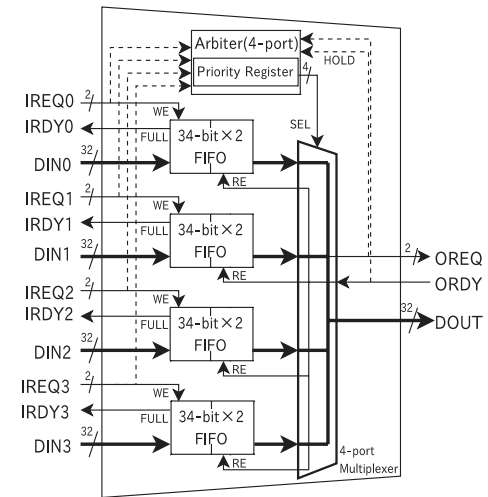 Arbiter(4-port)
Priority Register
4
HOLD
SEL
IREQ0
2
WE
IRDY0
FULL
34-bit×2
FIFO
DIN0
32
RE
IREQ1
2
WE
IRDY1
FULL
34-bit×2
FIFO
DIN1
32
RE
2
OREQ
ORDY
IREQ2
2
WE
IRDY2
FULL
34-bit×2
FIFO
DIN2
32
RE
32
DOUT
IREQ3
2
WE
IRDY3
FULL
34-bit×2
FIFO
DIN3
32
RE
4-port
Multiplexer